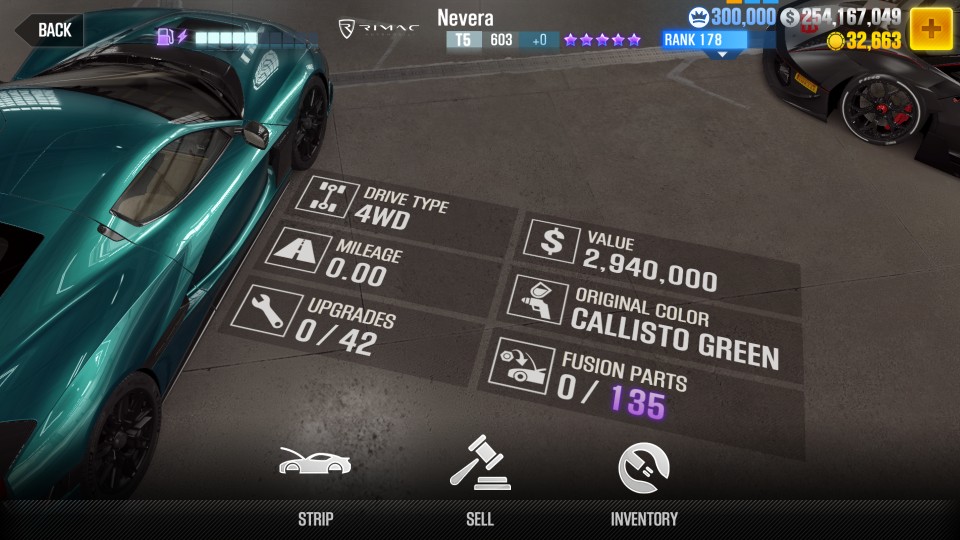 BACK
RIMAC
Nevera
300,000
254,167,049
T5 603 +0
RANK 178
32,663
DRIVE TYPE
4WD
MILEAGE
0.00
UPGRADES
0 / 42
VALUE
2,940,000
ORIGINAL COLOR
CALLISTO GREEN
FUSION PARTS
0 / 135
STRIP
SELL
INVENTORY